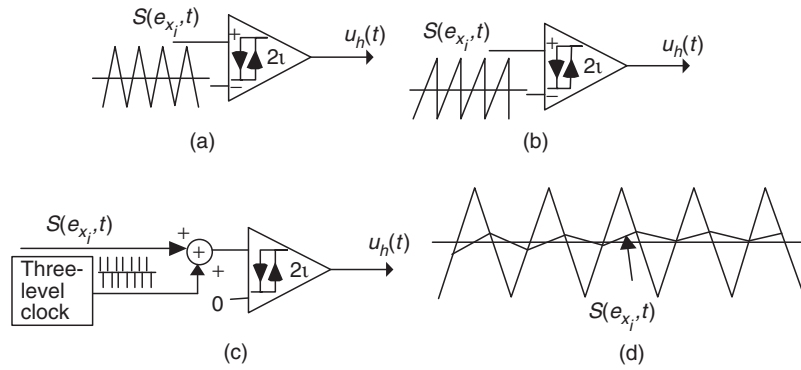 S(e_{x_i},t)
+
2ι
u_h(t)
−
(a)
S(e_{x_i},t)
+
2ι
u_h(t)
−
(b)
S(e_{x_i},t)
+
+
+
Three-
level
clock
2ι
0
u_h(t)
(c)
S(e_{x_i},t)
(d)